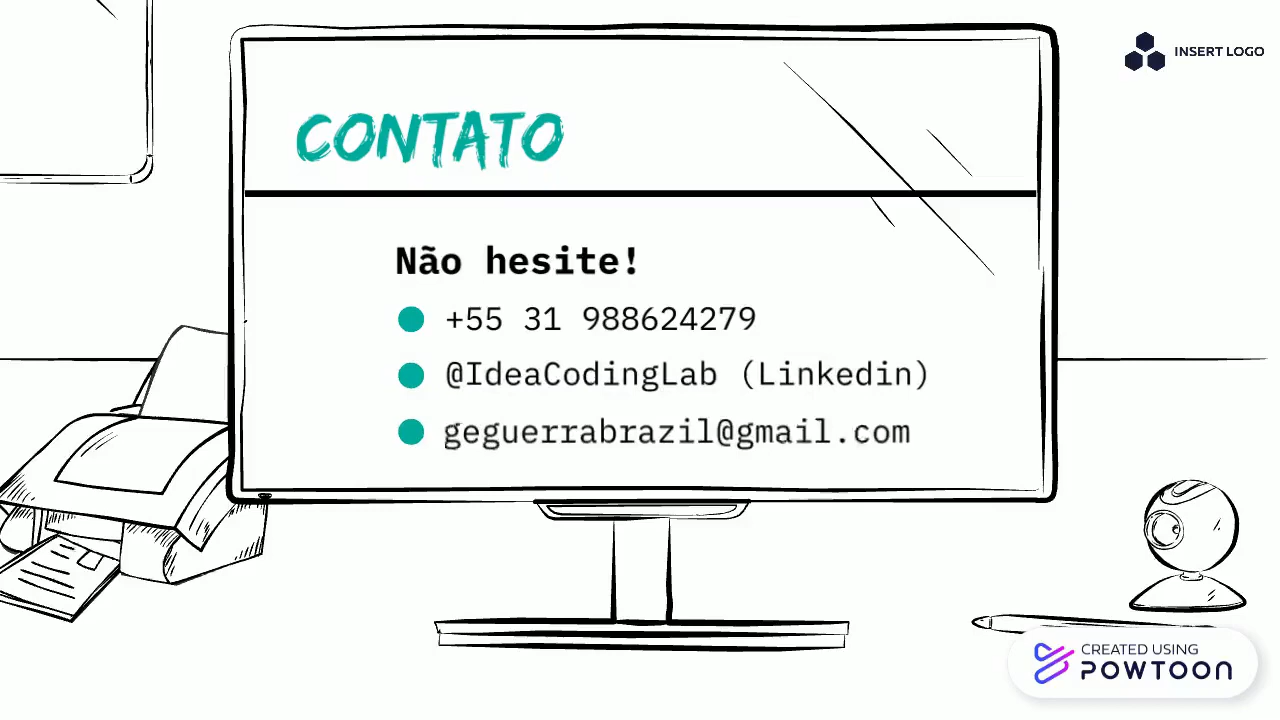 INSERT LOGO
CONTATO
Não hesite!
+55 31 988624279
@IdeaCodingLab (Linkedin)
geguerrabrazil@gmail.com
CREATED USING
POWTOON